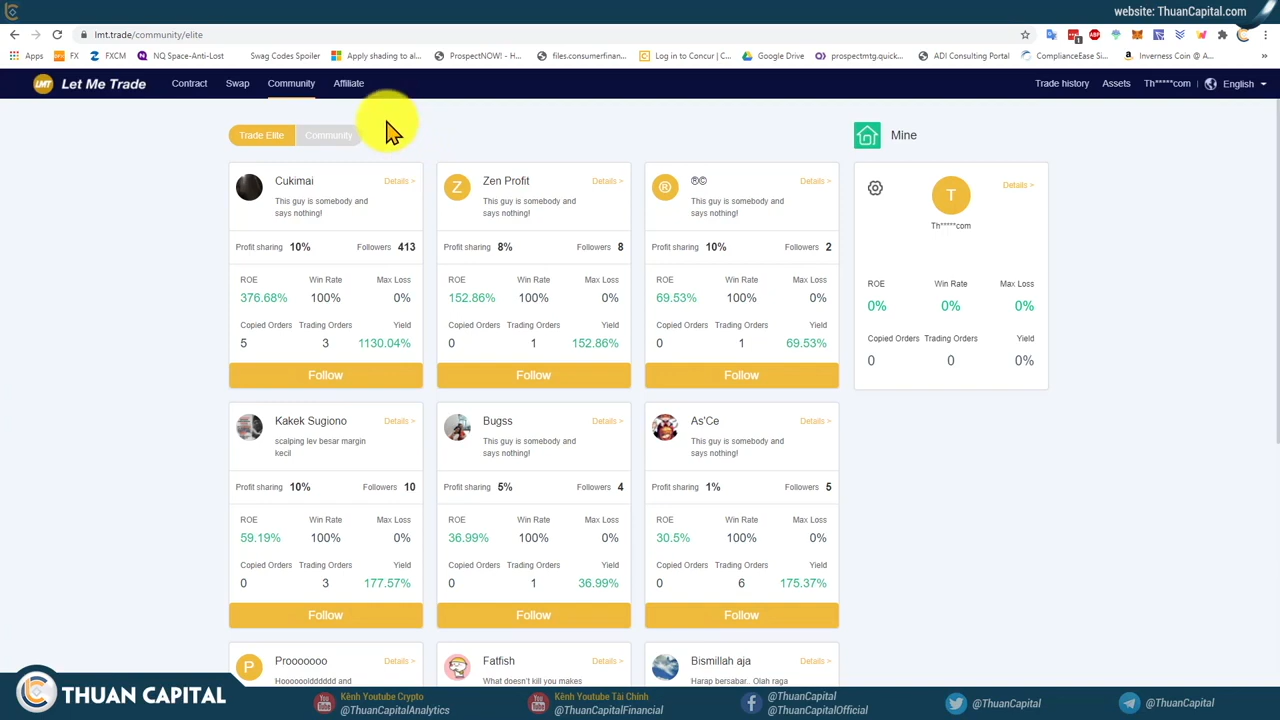 website: ThuanCapital.com
lmt.trade/community/elite
Apps
FX
FXCM
NQ Space-Anti-Lost
Swag Codes Spoiler
Apply shading to al...
ProspectNOW! -...
files.consumerfinan...
Log in to Concur | C...
Google Drive
prospectmtg.quick...
ADI Consulting Portal
ComplianceEase Si...
Inverness Coin @ A...
LMT Let Me Trade
Contract
Swap
Community
Affiliate
Trade history
Assets
Th*****com
English
Trade Elite
Community
Mine
Cukimai
Details >
This guy is somebody and
says nothing!
Profit sharing 10%
Followers 413
ROE Win Rate Max Loss
376.68% 100% 0%
Copied Orders Trading Orders Yield
5 3 1130.04%
Follow
Z
Zen Profit
Details >
This guy is somebody and
says nothing!
Profit sharing 8%
Followers 8
ROE Win Rate Max Loss
152.86% 100% 0%
Copied Orders Trading Orders Yield
0 1 152.86%
Follow
®
®©
Details >
This guy is somebody and
says nothing!
Profit sharing 10%
Followers 2
ROE Win Rate Max Loss
69.53% 100% 0%
Copied Orders Trading Orders Yield
0 1 69.53%
Follow
Details >
T
Th*****com
ROE Win Rate Max Loss
0% 0% 0%
Copied Orders Trading Orders Yield
0 0 0%
Kakek Sugiono
Details >
scalping lev besar margin
kecil
Profit sharing 10%
Followers 10
ROE Win Rate Max Loss
59.19% 100% 0%
Copied Orders Trading Orders Yield
0 3 177.57%
Follow
Bugss
Details >
This guy is somebody and
says nothing!
Profit sharing 5%
Followers 4
ROE Win Rate Max Loss
36.99% 100% 0%
Copied Orders Trading Orders Yield
0 1 36.99%
Follow
As'Ce
Details >
This guy is somebody and
says nothing!
Profit sharing 1%
Followers 5
ROE Win Rate Max Loss
30.5% 100% 0%
Copied Orders Trading Orders Yield
0 6 175.37%
Follow
P
Prooooooo
Details >
Hooooolddddddd and
Fatfish
Details >
What doesn't kill you makes
Bismillah aja
Details >
Harap bersabar.. Olah raga
THUAN CAPITAL
Kênh Youtube Crypto
@ThuanCapitalAnalytics
Kênh Youtube Tài Chính
@ThuanCapitalFinancial
@ThuanCapital
@ThuanCapitalOfficial
@ThuanCapital
@ThuanCapital